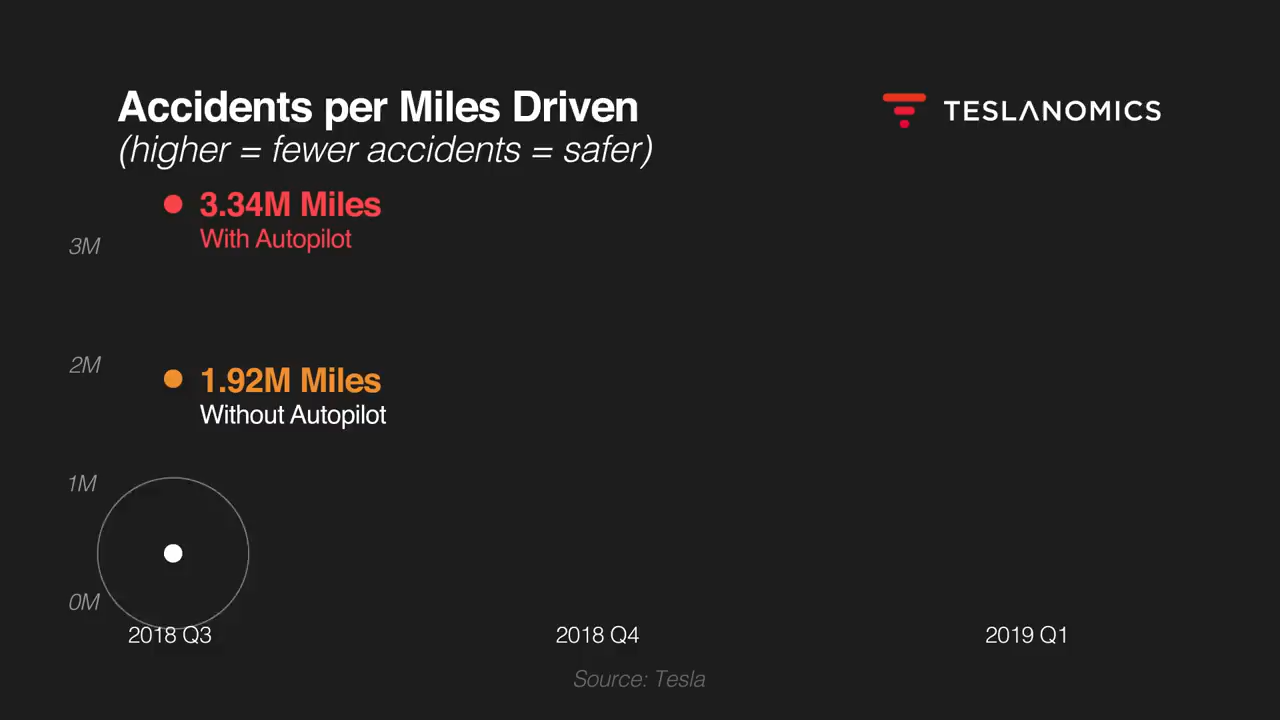 Accidents per Miles Driven
(higher = fewer accidents = safer)
TESLANOMICS
3.34M Miles
With Autopilot
3M
2M
1.92M Miles
Without Autopilot
1M
0M
2018 Q3
2018 Q4
2019 Q1
Source: Tesla